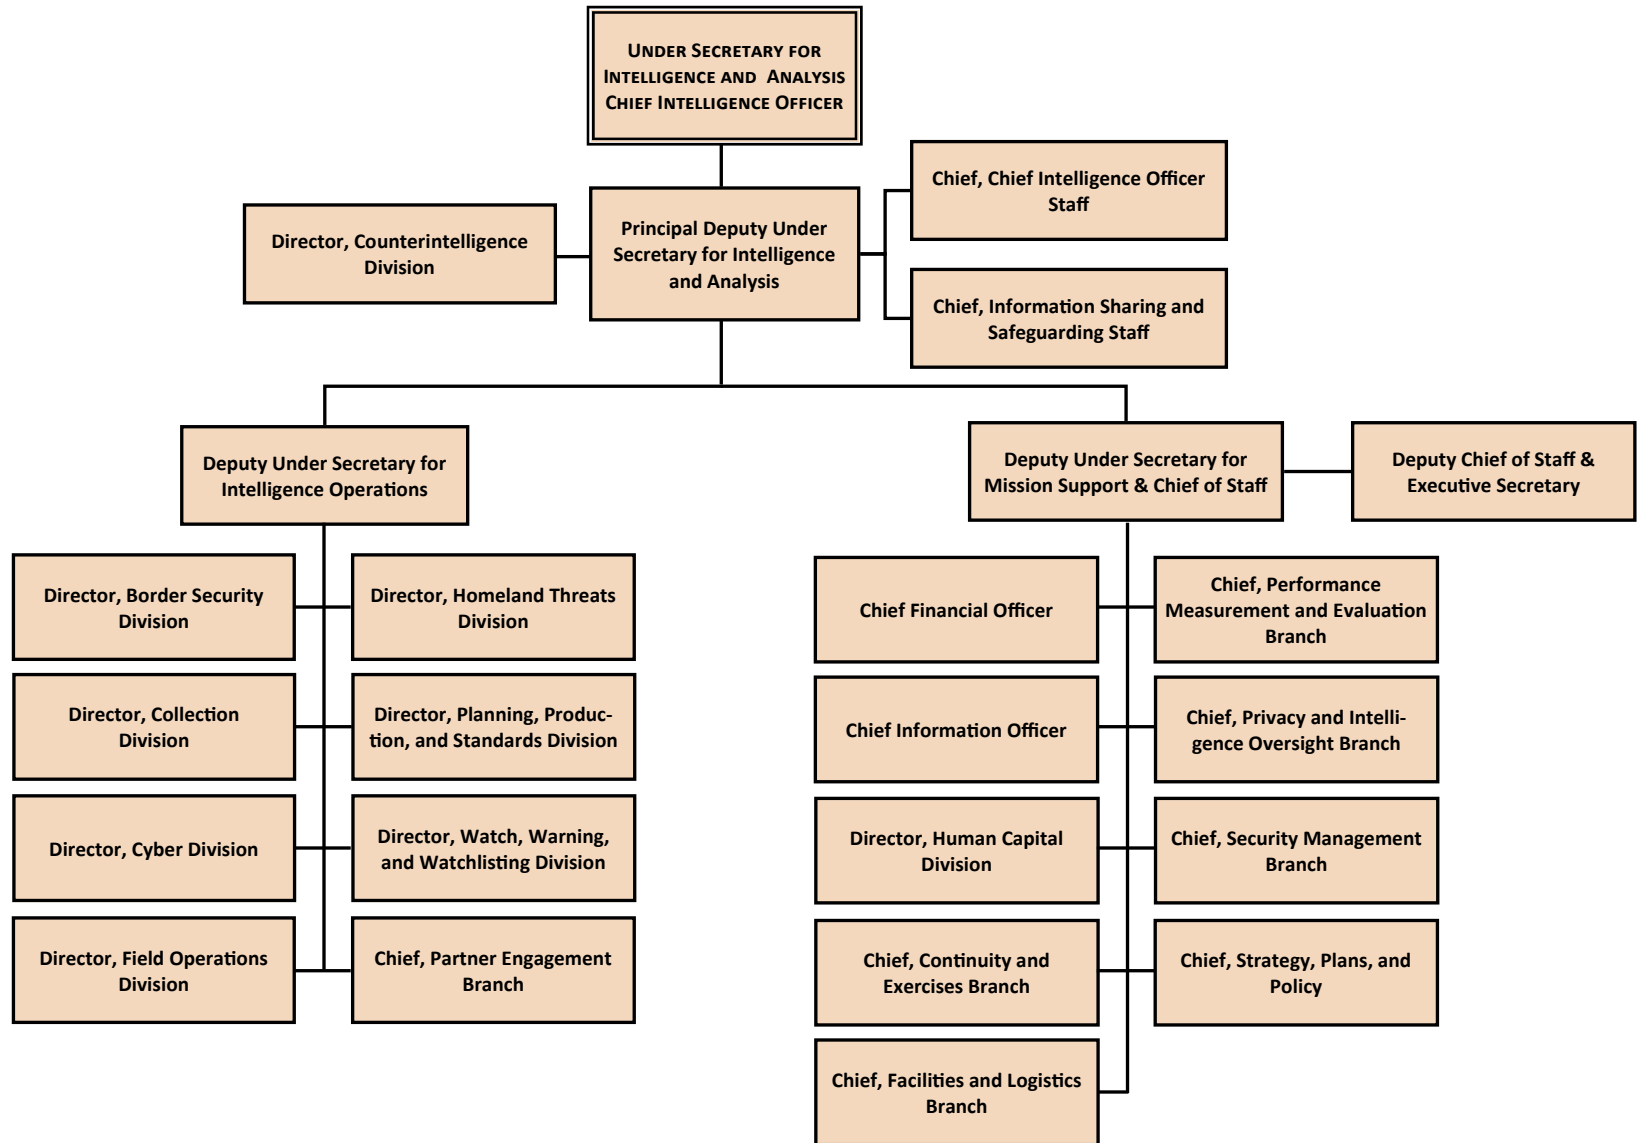 UNDER SECRETARY FOR
INTELLIGENCE AND ANALYSIS
CHIEF INTELLIGENCE OFFICER
Chief, Chief Intelligence Officer
Staff
Director, Counterintelligence
Division
Principal Deputy Under
Secretary for Intelligence
and Analysis
Chief, Information Sharing and
Safeguarding Staff
Deputy Under Secretary for
Intelligence Operations
Deputy Under Secretary for
Mission Support & Chief of Staff
Deputy Chief of Staff &
Executive Secretary
Director, Border Security
Division
Director, Homeland Threats
Division
Director, Collection
Division
Director, Planning, Produc-
tion, and Standards Division
Director, Cyber Division
Director, Watch, Warning,
and Watchlisting Division
Director, Field Operations
Division
Chief, Partner Engagement
Branch
Chief Financial Officer
Chief, Performance
Measurement and Evaluation
Branch
Chief Information Officer
Chief, Privacy and Intelli-
gence Oversight Branch
Director, Human Capital
Division
Chief, Security Management
Branch
Chief, Continuity and
Exercises Branch
Chief, Strategy, Plans, and
Policy
Chief, Facilities and Logistics
Branch